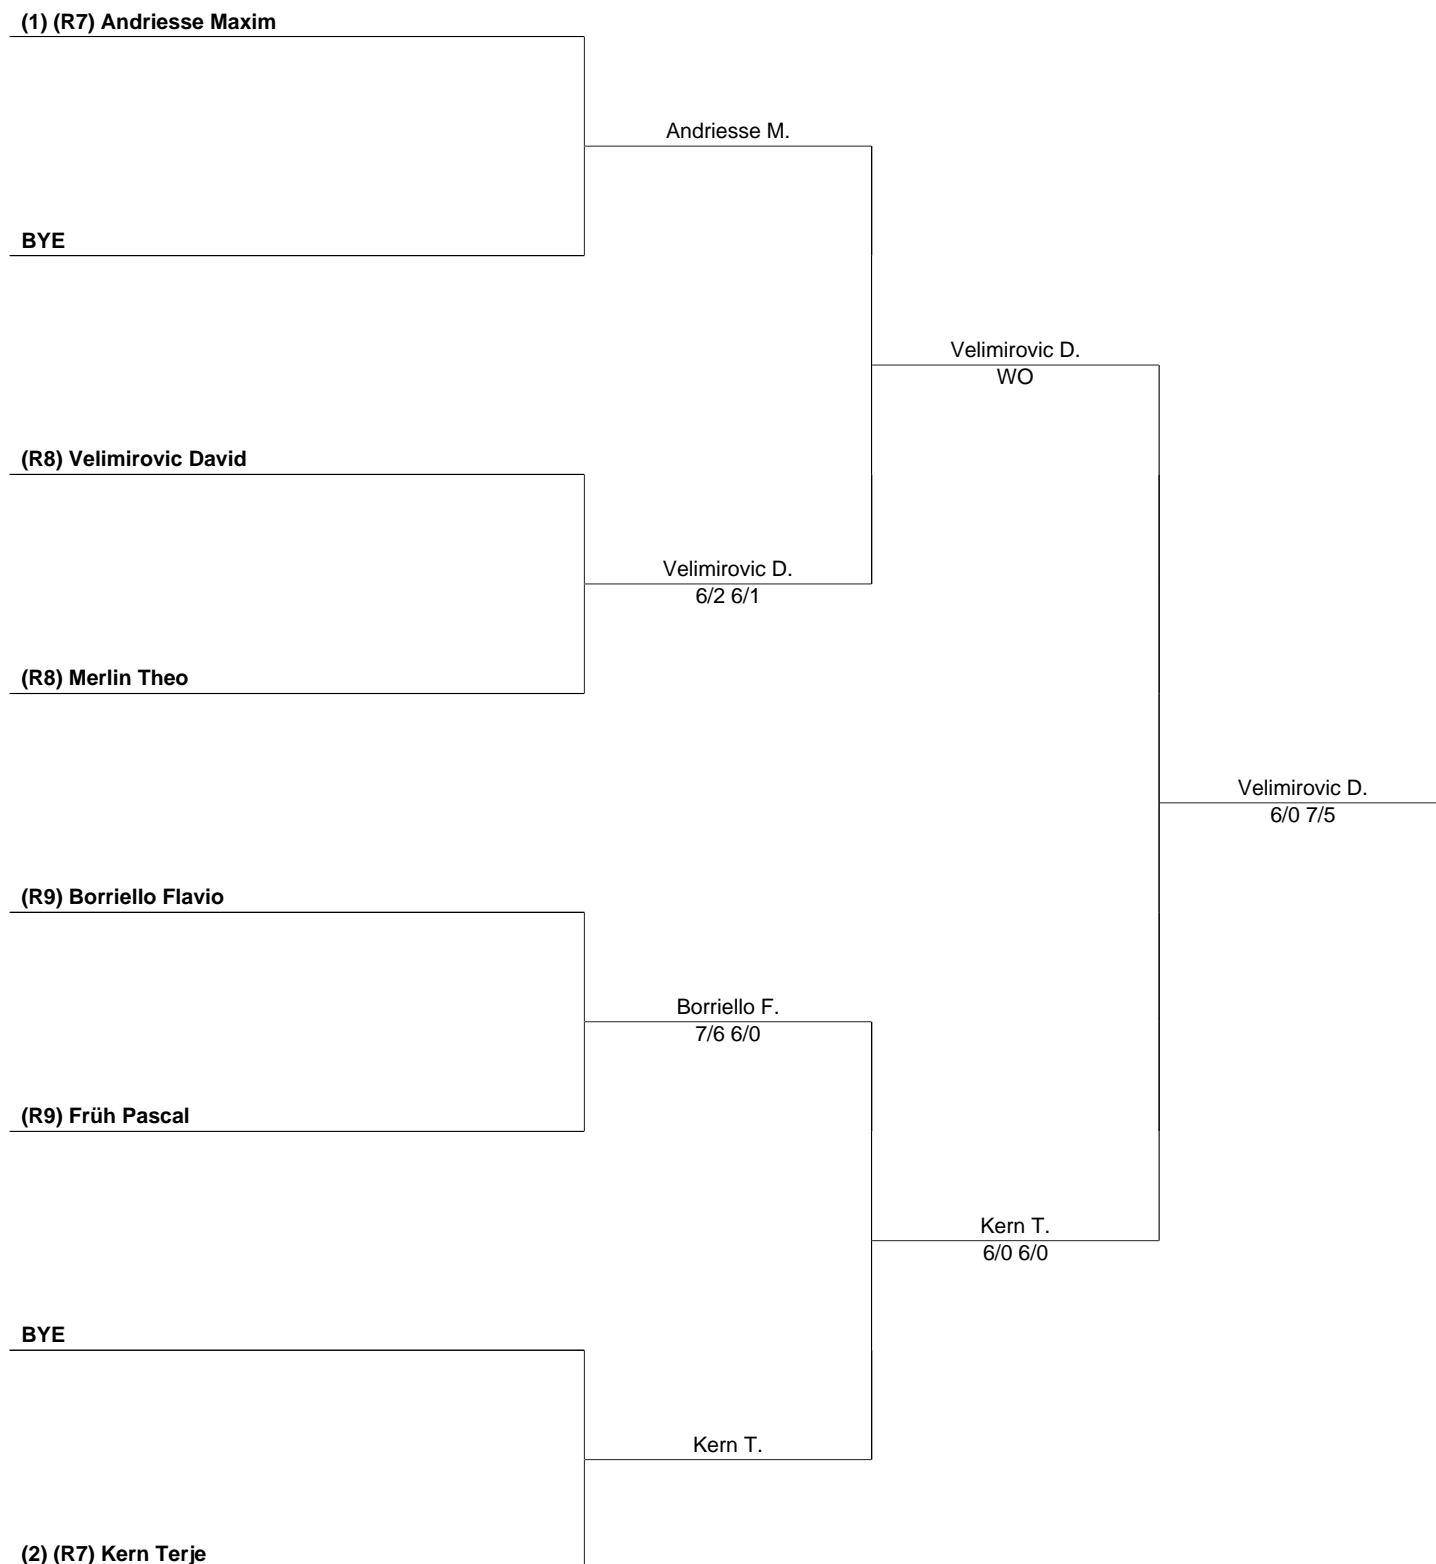 (1) (R7) Andriesse Maxim
Andriesse M.
BYE
Velimirovic D.
WO
(R8) Velimirovic David
Velimirovic D.
6/2 6/1
(R8) Merlin Theo
Velimirovic D.
6/0 7/5
(R9) Borriello Flavio
Borriello F.
7/6 6/0
(R9) Früh Pascal
Kern T.
6/0 6/0
BYE
Kern T.
(2) (R7) Kern Terje